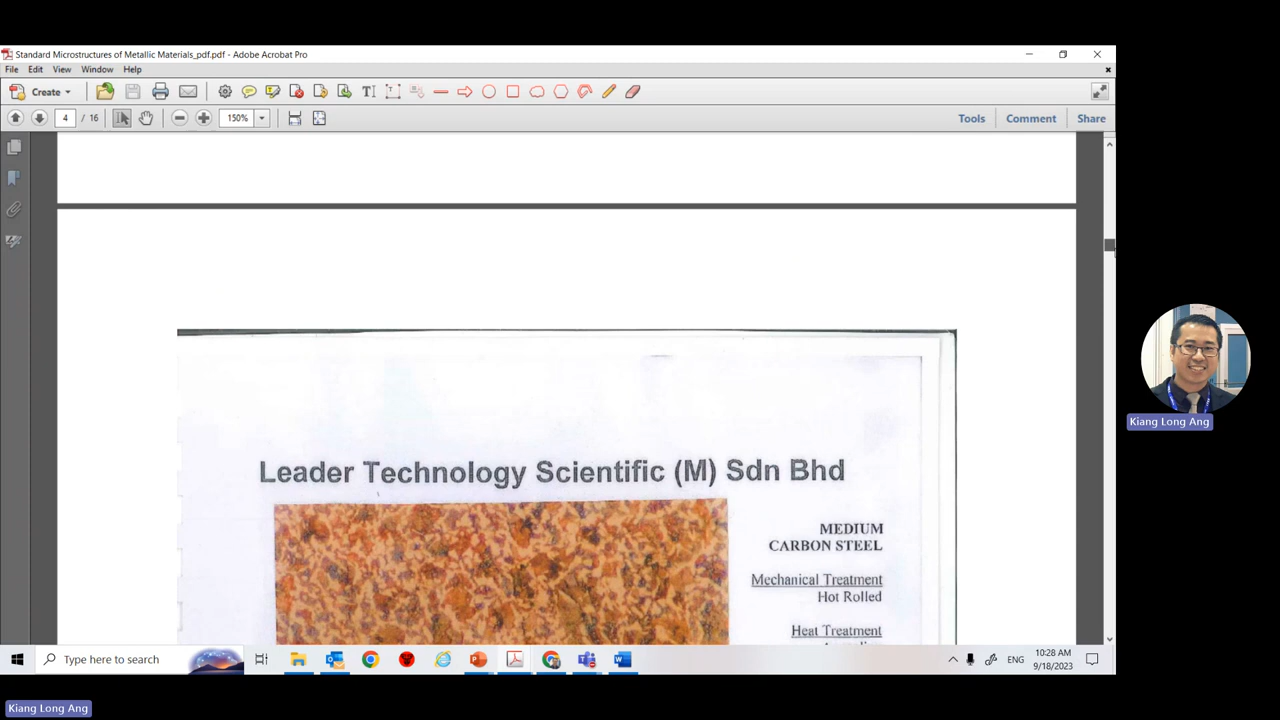 Standard Microstructures of Metallic Materials_pdf.pdf - Adobe Acrobat Pro
File Edit View Window Help
Create
4 / 16
150%
Tools Comment Share
Leader Technology Scientific (M) Sdn Bhd
MEDIUM
CARBON STEEL
Mechanical Treatment
Hot Rolled
Heat Treatment
Kiang Long Ang
Type here to search
ENG
10:28 AM
9/18/2023
Kiang Long Ang